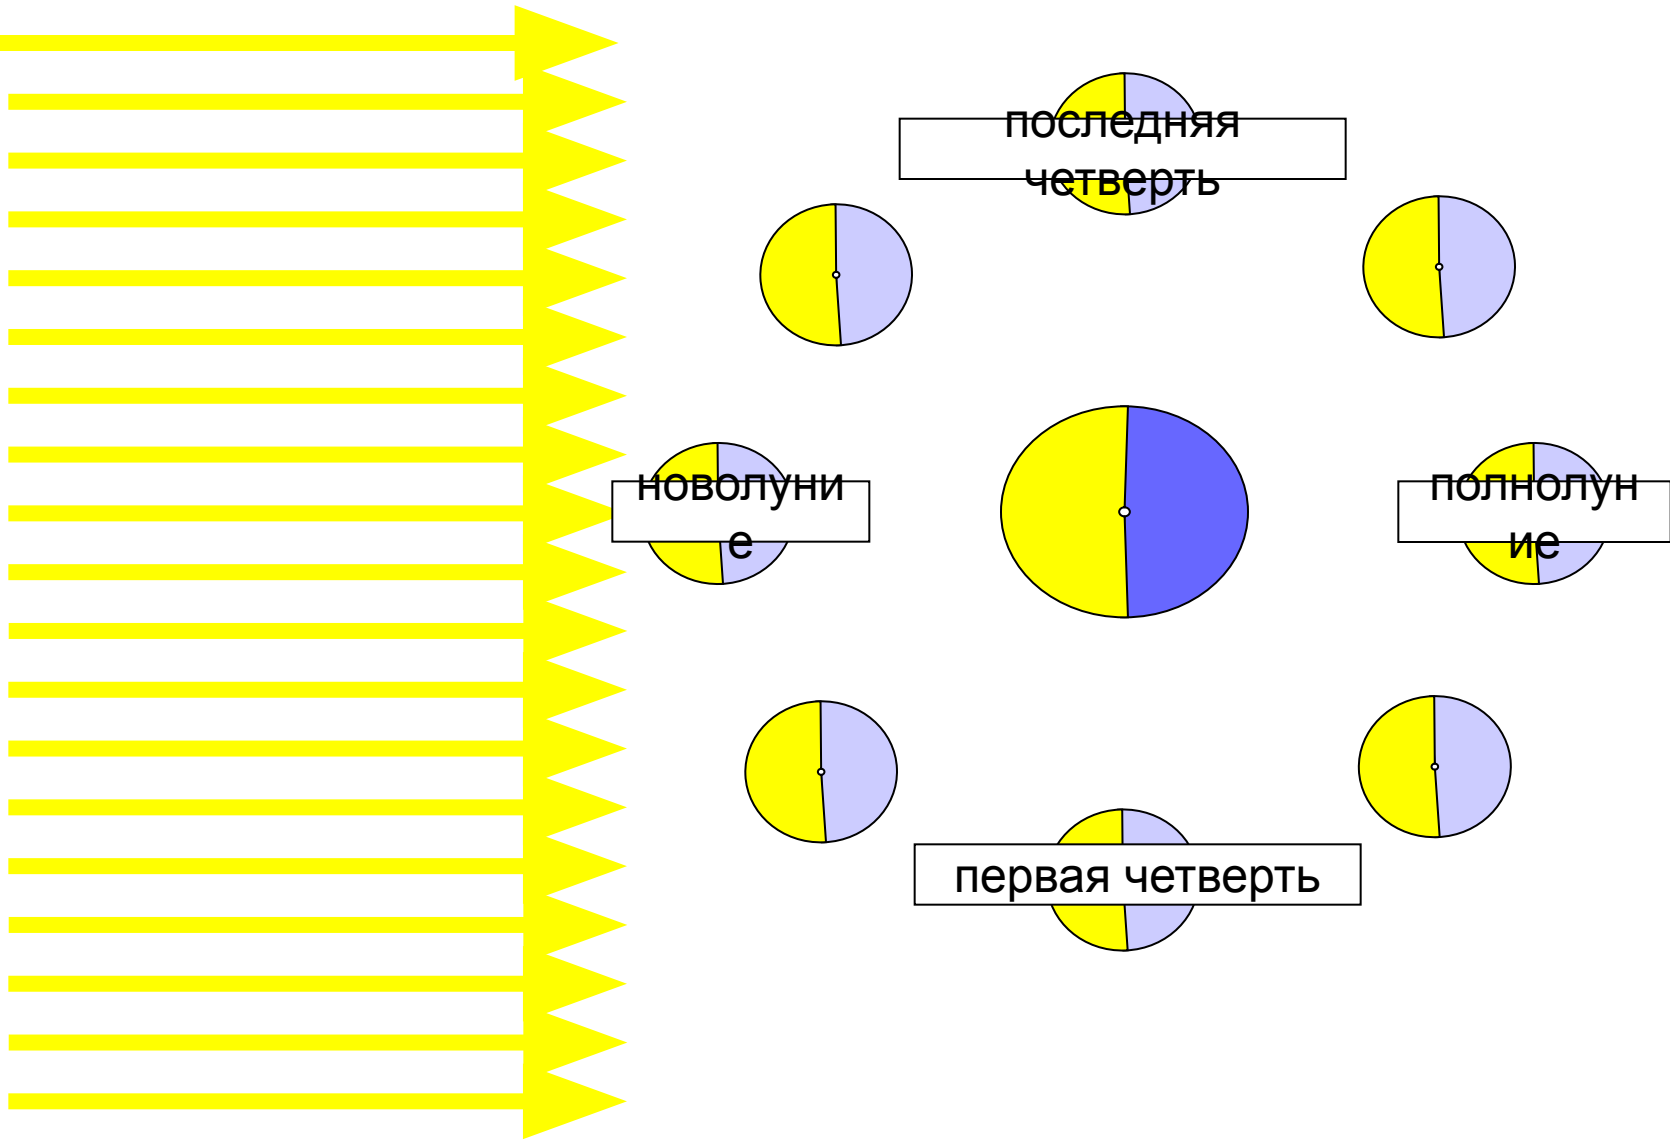 последняя
четверть
новолуни
е
полнолун
ие
первая четверть